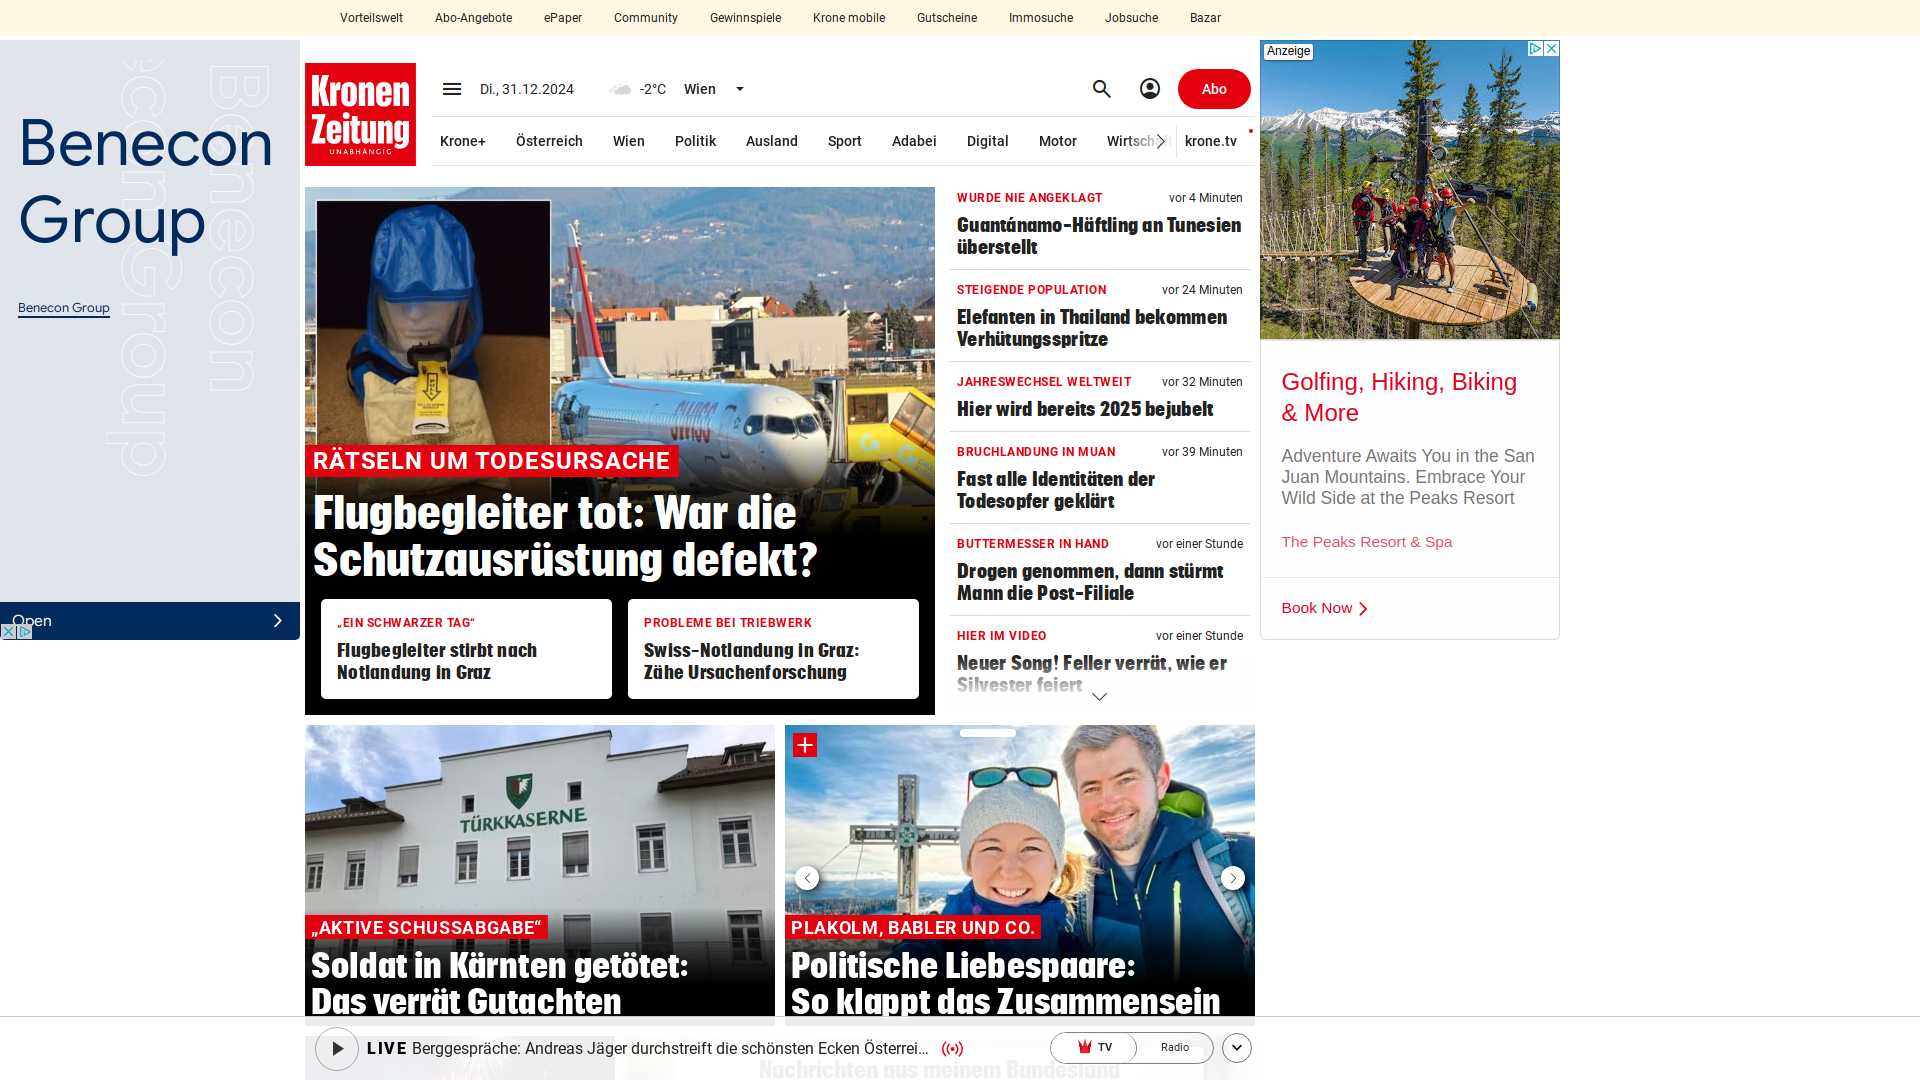 Vorteilswelt
Abo-Angebote
ePaper
Community
Gewinnspiele
Krone mobile
Gutscheine
Immosuche
Jobsuche
Bazar
Benecon
Group
Benecon Group
Benecon
Open
Kronen
Zeitung
UNABHÄNGIG
Di., 31.12.2024
-2°C
Wien
Abo
Krone+
Österreich
Wien
Politik
Ausland
Sport
Adabei
Digital
Motor
krone.tv
SWISS
RÄTSELN UM TODESURSACHE
Flugbegleiter tot: War die
Schutzausrüstung defekt?
„EIN SCHWARZER TAG“
Flugbegleiter stirbt nach
Notlandung in Graz
PROBLEME BEI TRIEBWERK
Swiss-Notlandung in Graz:
Zähe Ursachenforschung
WURDE NIE ANGEKLAGT
vor 4 Minuten
Guantánamo-Häftling an Tunesien
überstellt
STEIGENDE POPULATION
vor 24 Minuten
Elefanten in Thailand bekommen
Verhütungsspritze
JAHRESWECHSEL WELTWEIT
vor 32 Minuten
Hier wird bereits 2025 bejubelt
BRUCHLANDUNG IN MUAN
vor 39 Minuten
Fast alle Identitäten der
Todesopfer geklärt
BUTTERMESSER IN HAND
vor einer Stunde
Drogen genommen, dann stürmt
Mann die Post-Filiale
HIER IM VIDEO
vor einer Stunde
Neuer Song! Feller verrät, wie er
Silvester feiert
Anzeige
Golfing, Hiking, Biking
& More
Adventure Awaits You in the San
Juan Mountains. Embrace Your
Wild Side at the Peaks Resort
The Peaks Resort & Spa
Book Now
TÜRKKASERNE
„AKTIVE SCHUSSABGABE“
Soldat in Kärnten getötet:
Das verrät Gutachten
PLAKOLM, BABLER UND CO.
Politische Liebespaare:
So klappt das Zusammensein
LIVE Berggespräche: Andreas Jäger durchstreift die schönsten Ecken Österrei...
TV
Radio
Nachrichten aus meinem Bundesland